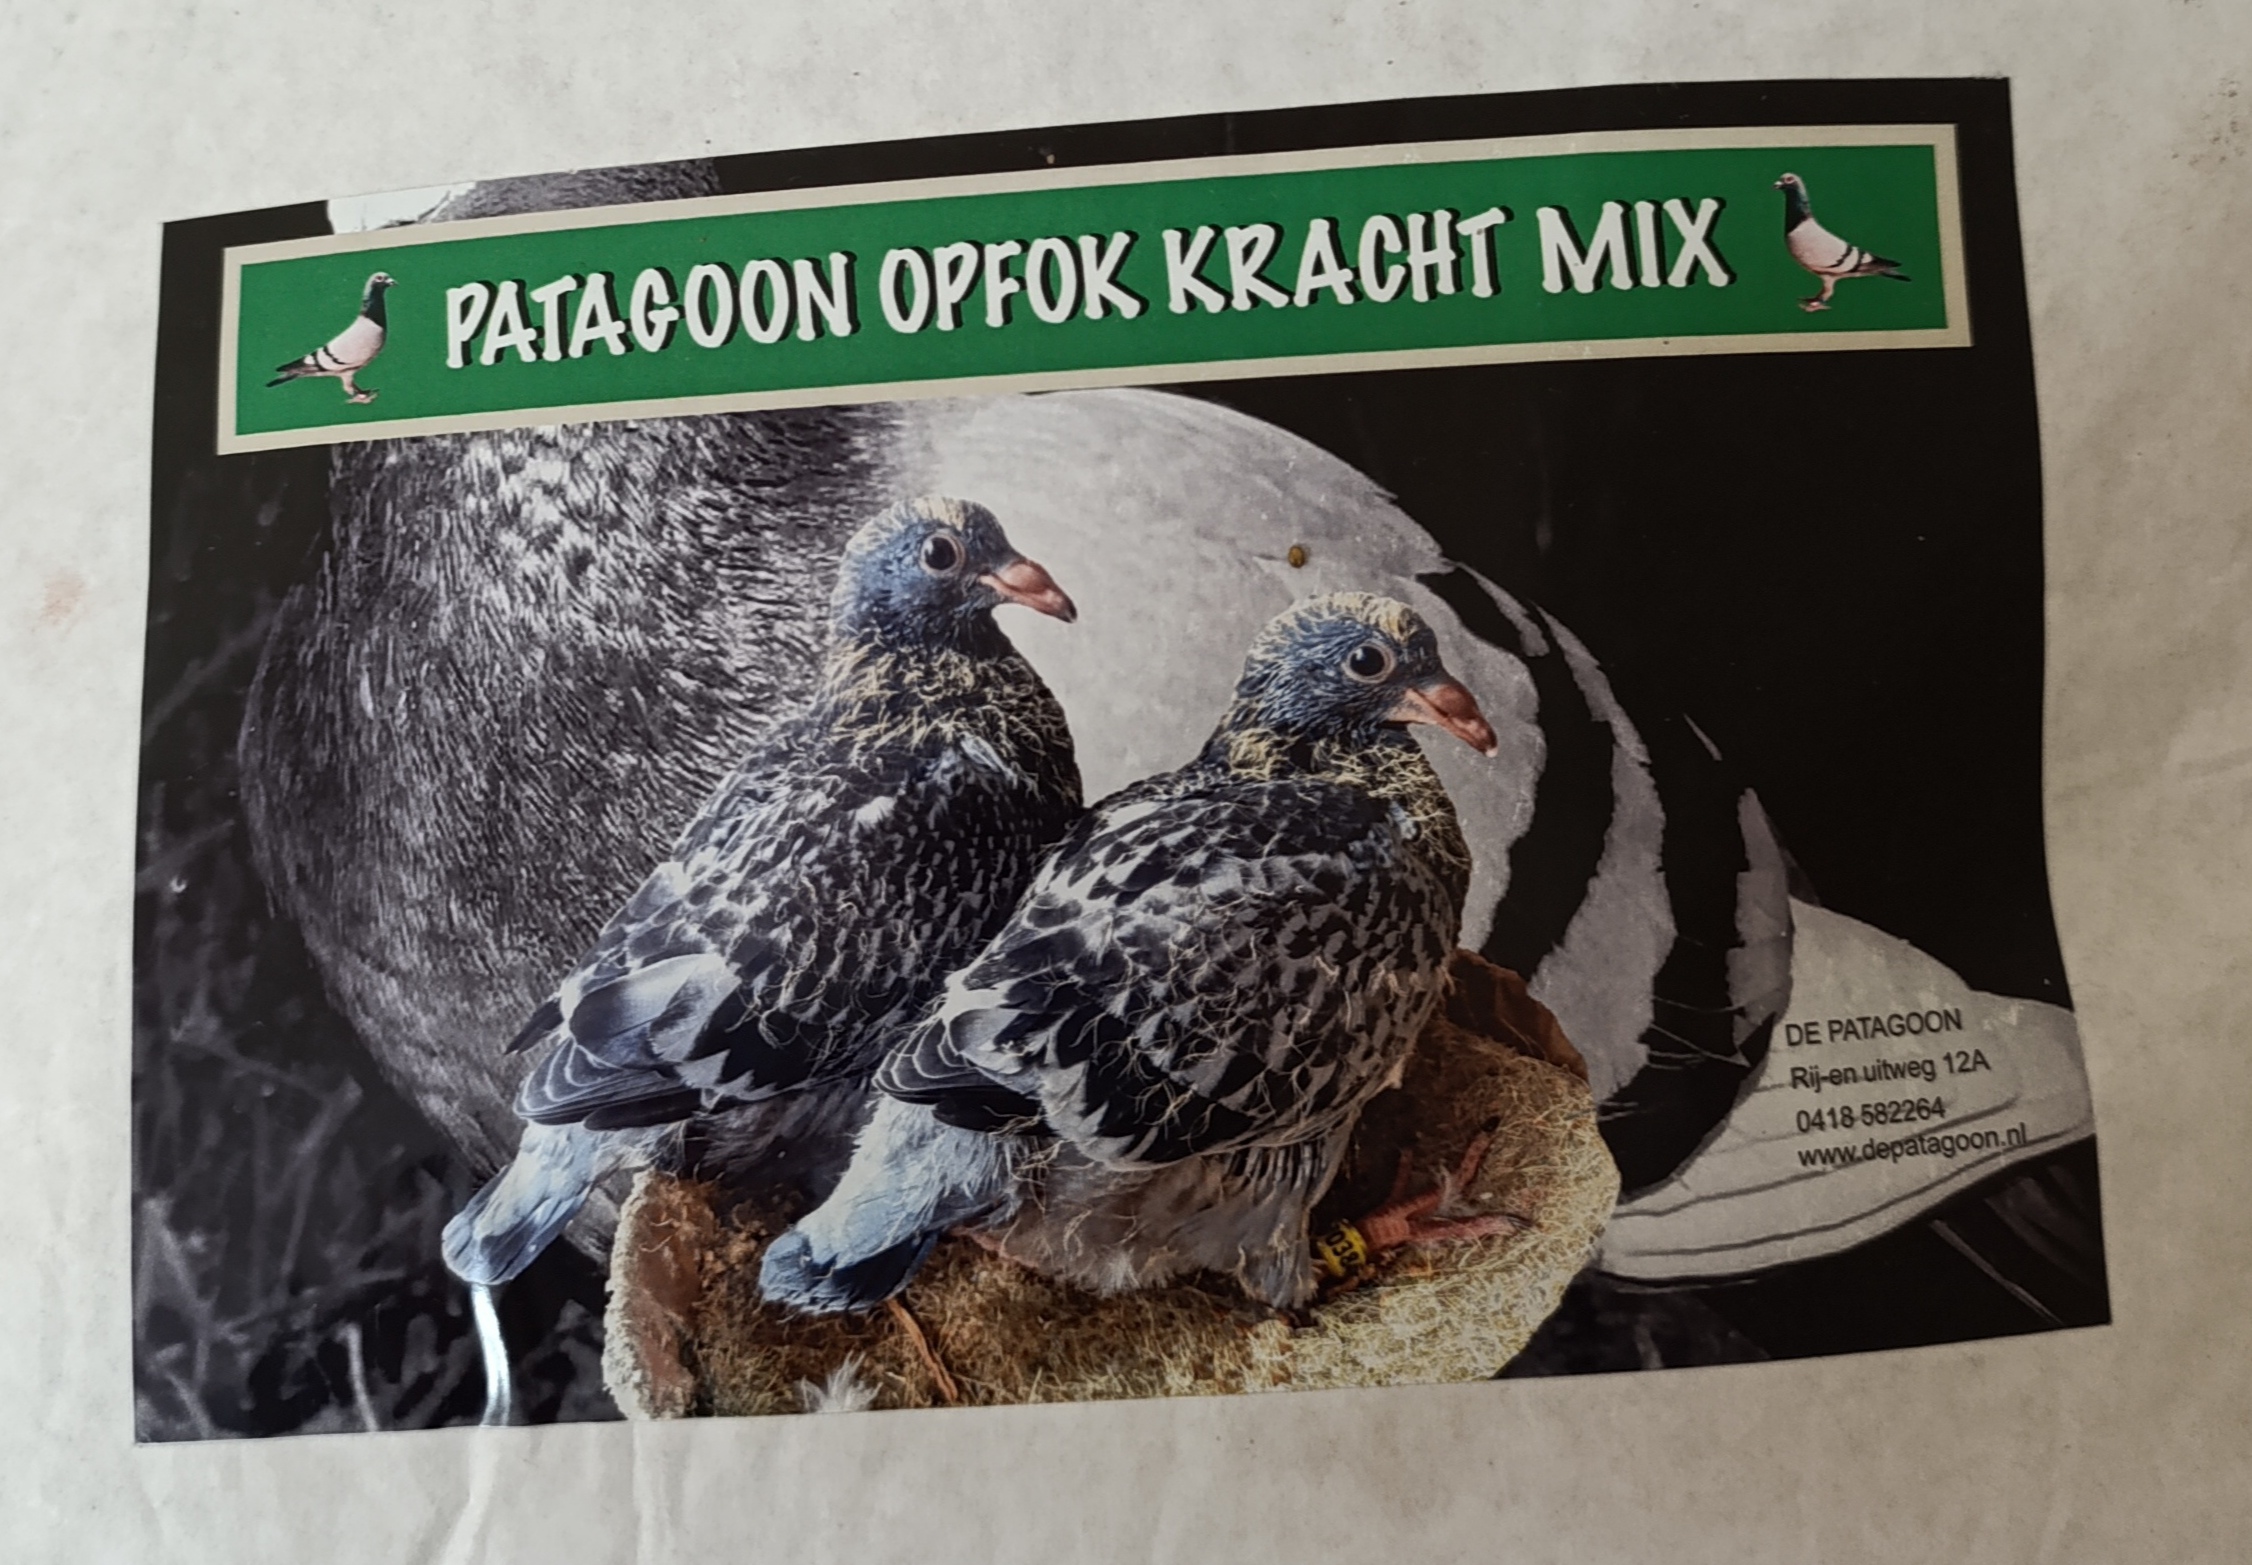 PATAGOON OPFOK KRACHT MIX
DE PATAGOON
Rij-en uitweg 12A
0418 582264
www.depatagoon.nl